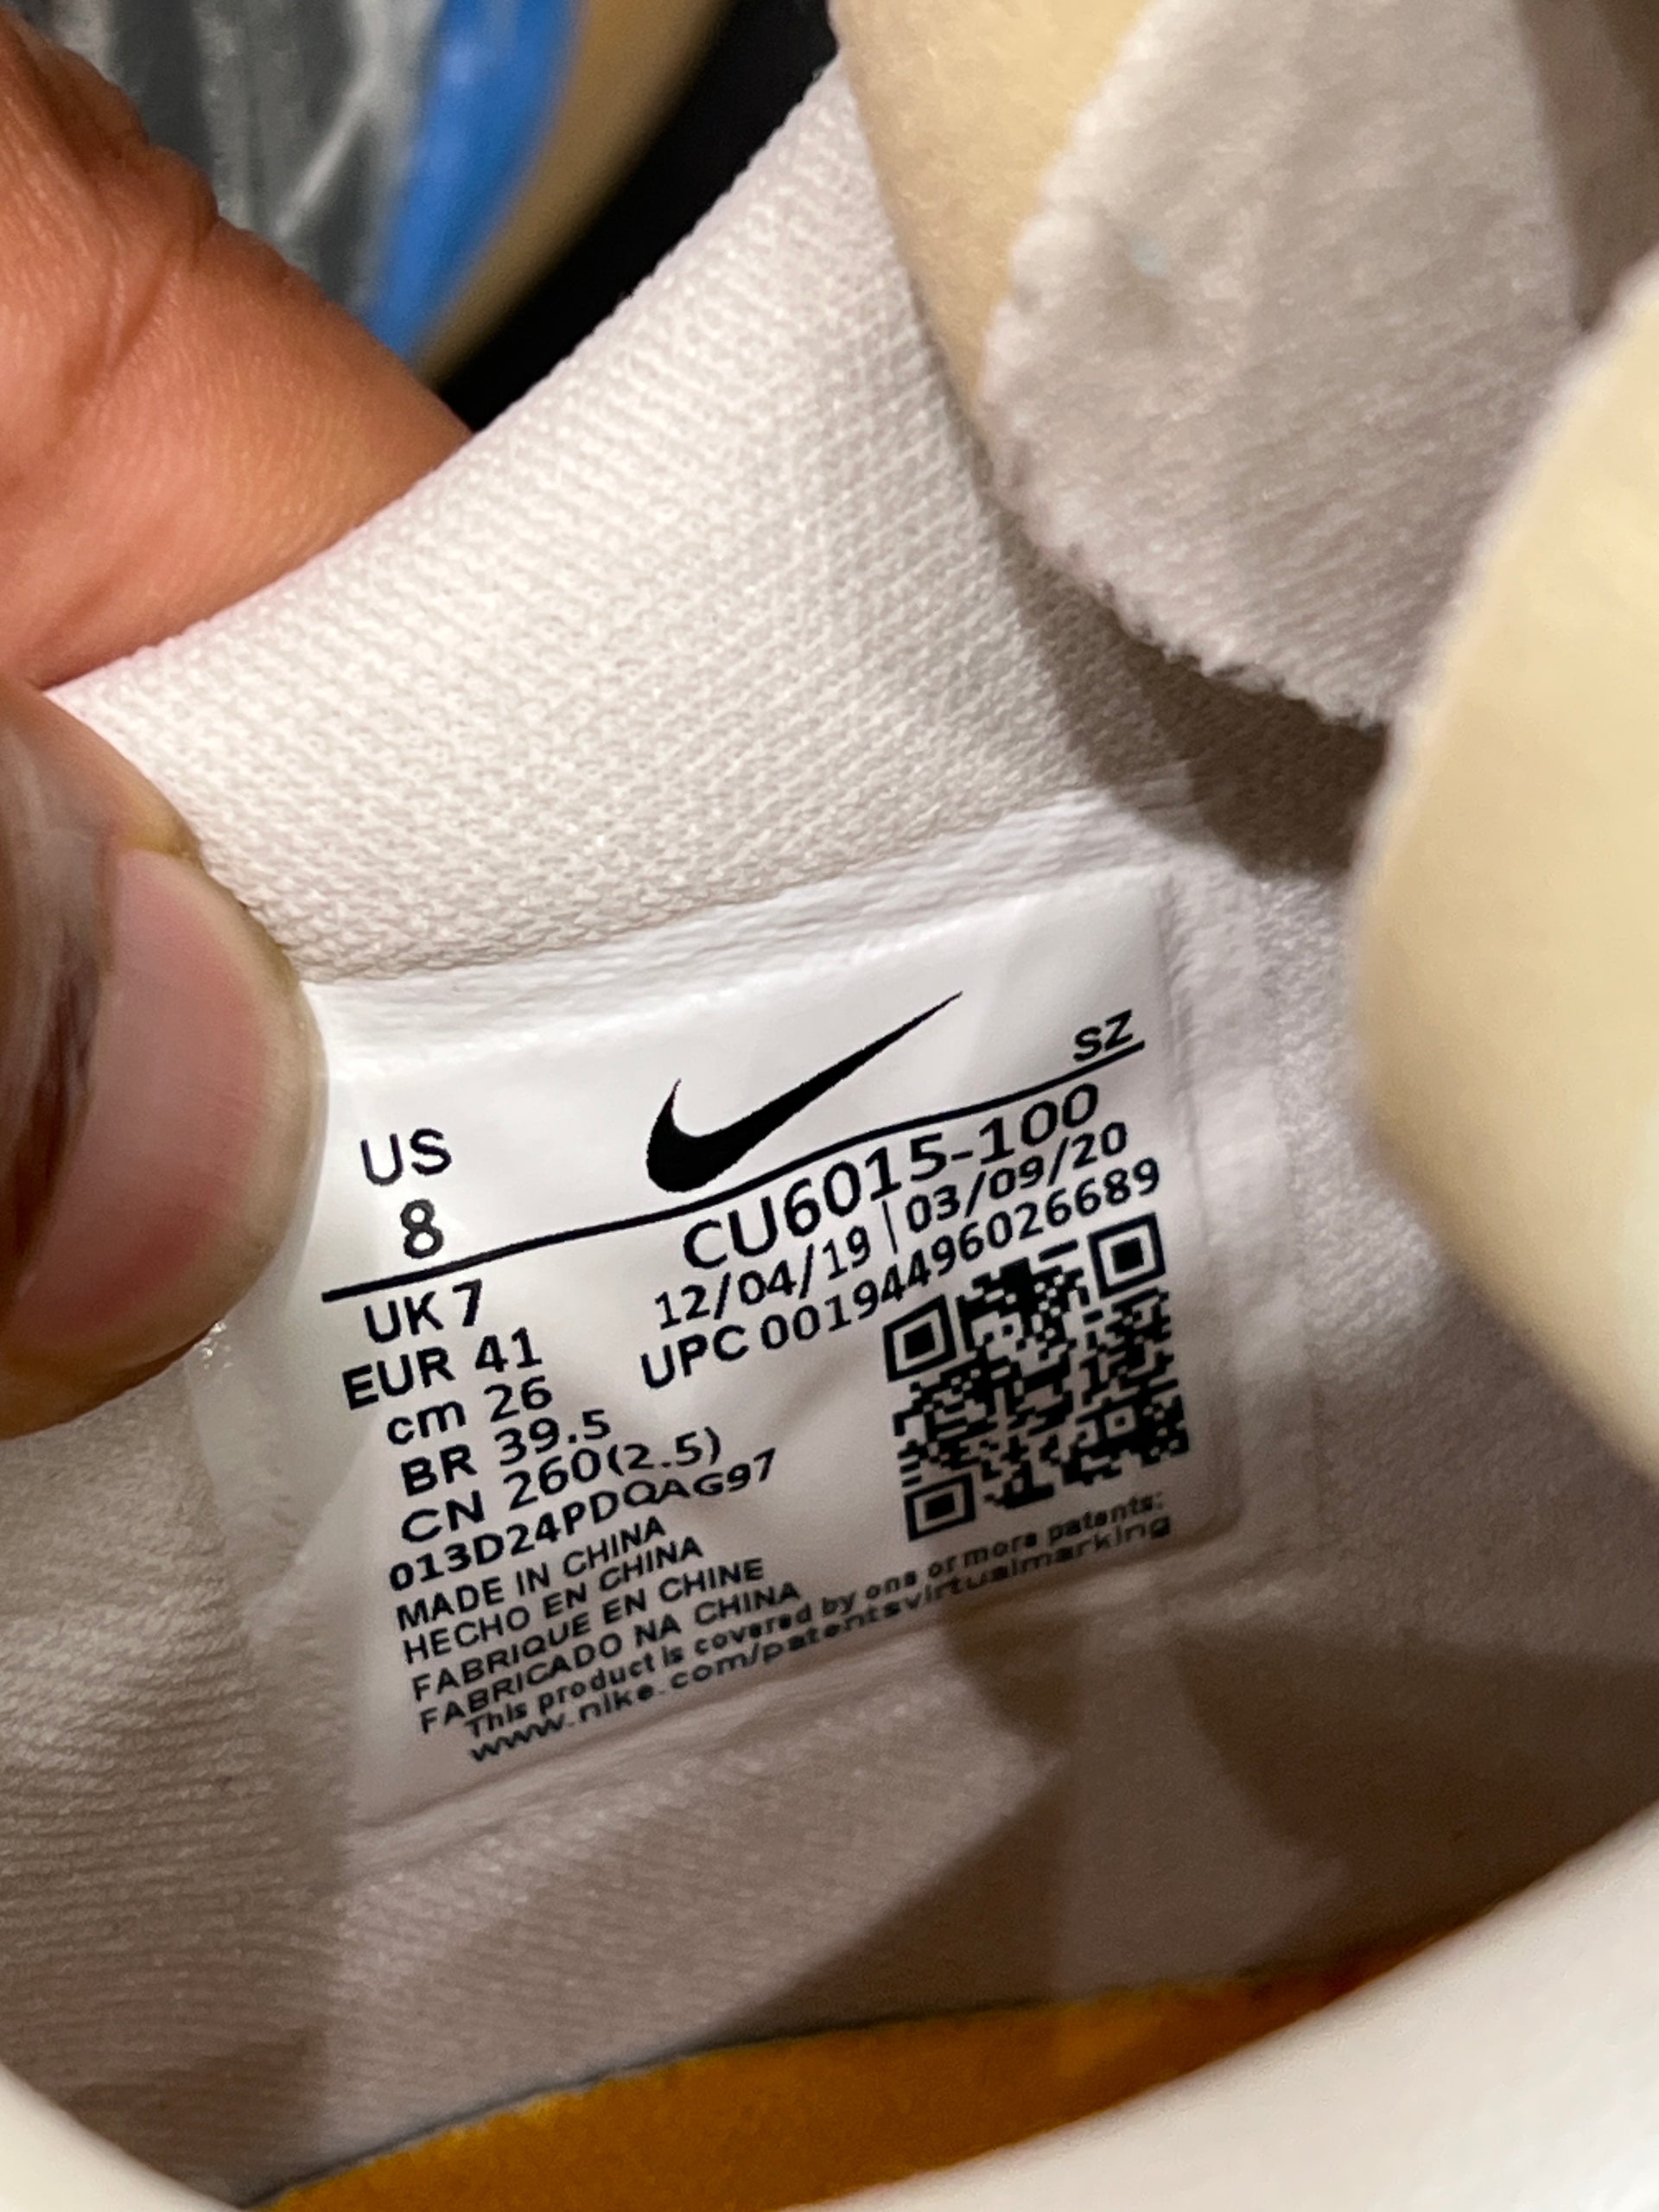 SZ
US
8
CU6015-100
12/04/19 | 03/09/20
UPC 00194496026689
UK 7
EUR 41
cm 26
BR 39.5
CN 260(2.5)
013D24PDQAG97
MADE IN CHINA
HECHO EN CHINA
FABRIQUE EN CHINE
FABRICADO NA CHINA
This product is covered by one or more patents:
www.nike.com/patentsvirtualmarking